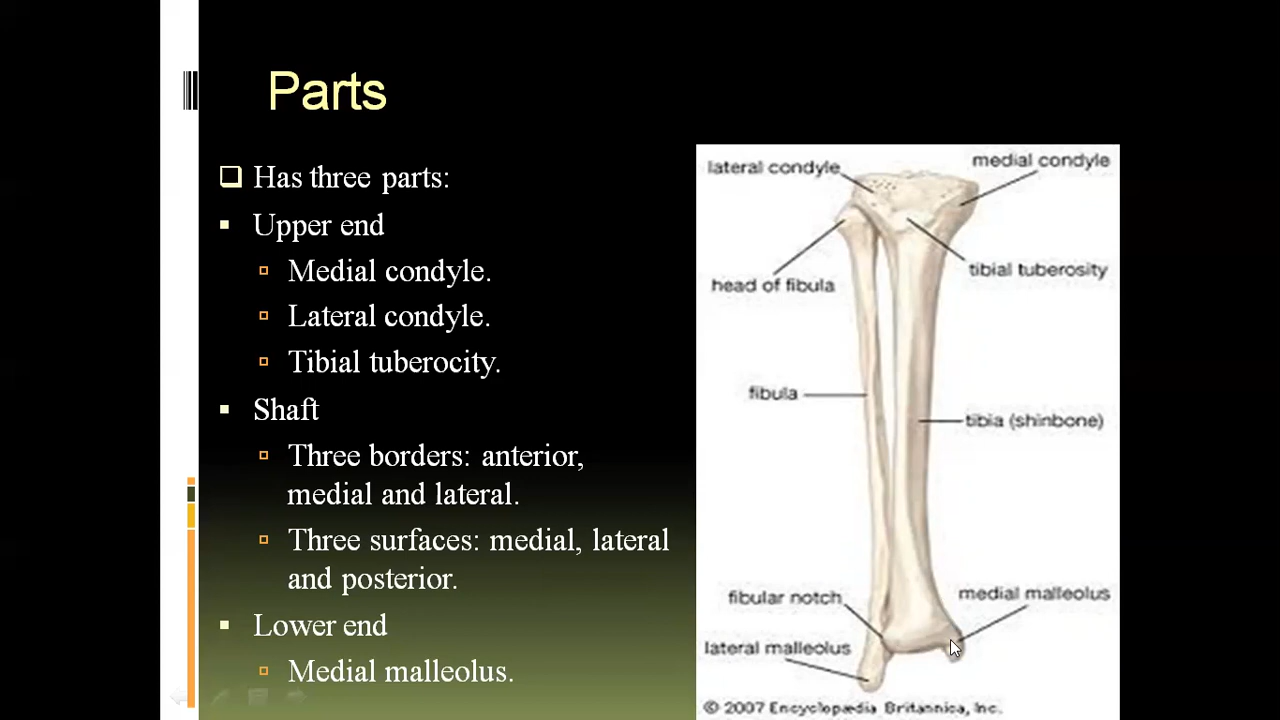 Parts
Has three parts:
Upper end
Medial condyle.
Lateral condyle.
Tibial tuberocity.
Shaft
Three borders: anterior,
medial and lateral.
Three surfaces: medial, lateral
and posterior.
Lower end
Medial malleolus.
lateral condyle
medial condyle
head of fibula
tibial tuberosity
fibula
tibia (shinbone)
fibular notch
medial malleolus
lateral malleolus
© 2007 Encyclopædia Britannica, Inc.